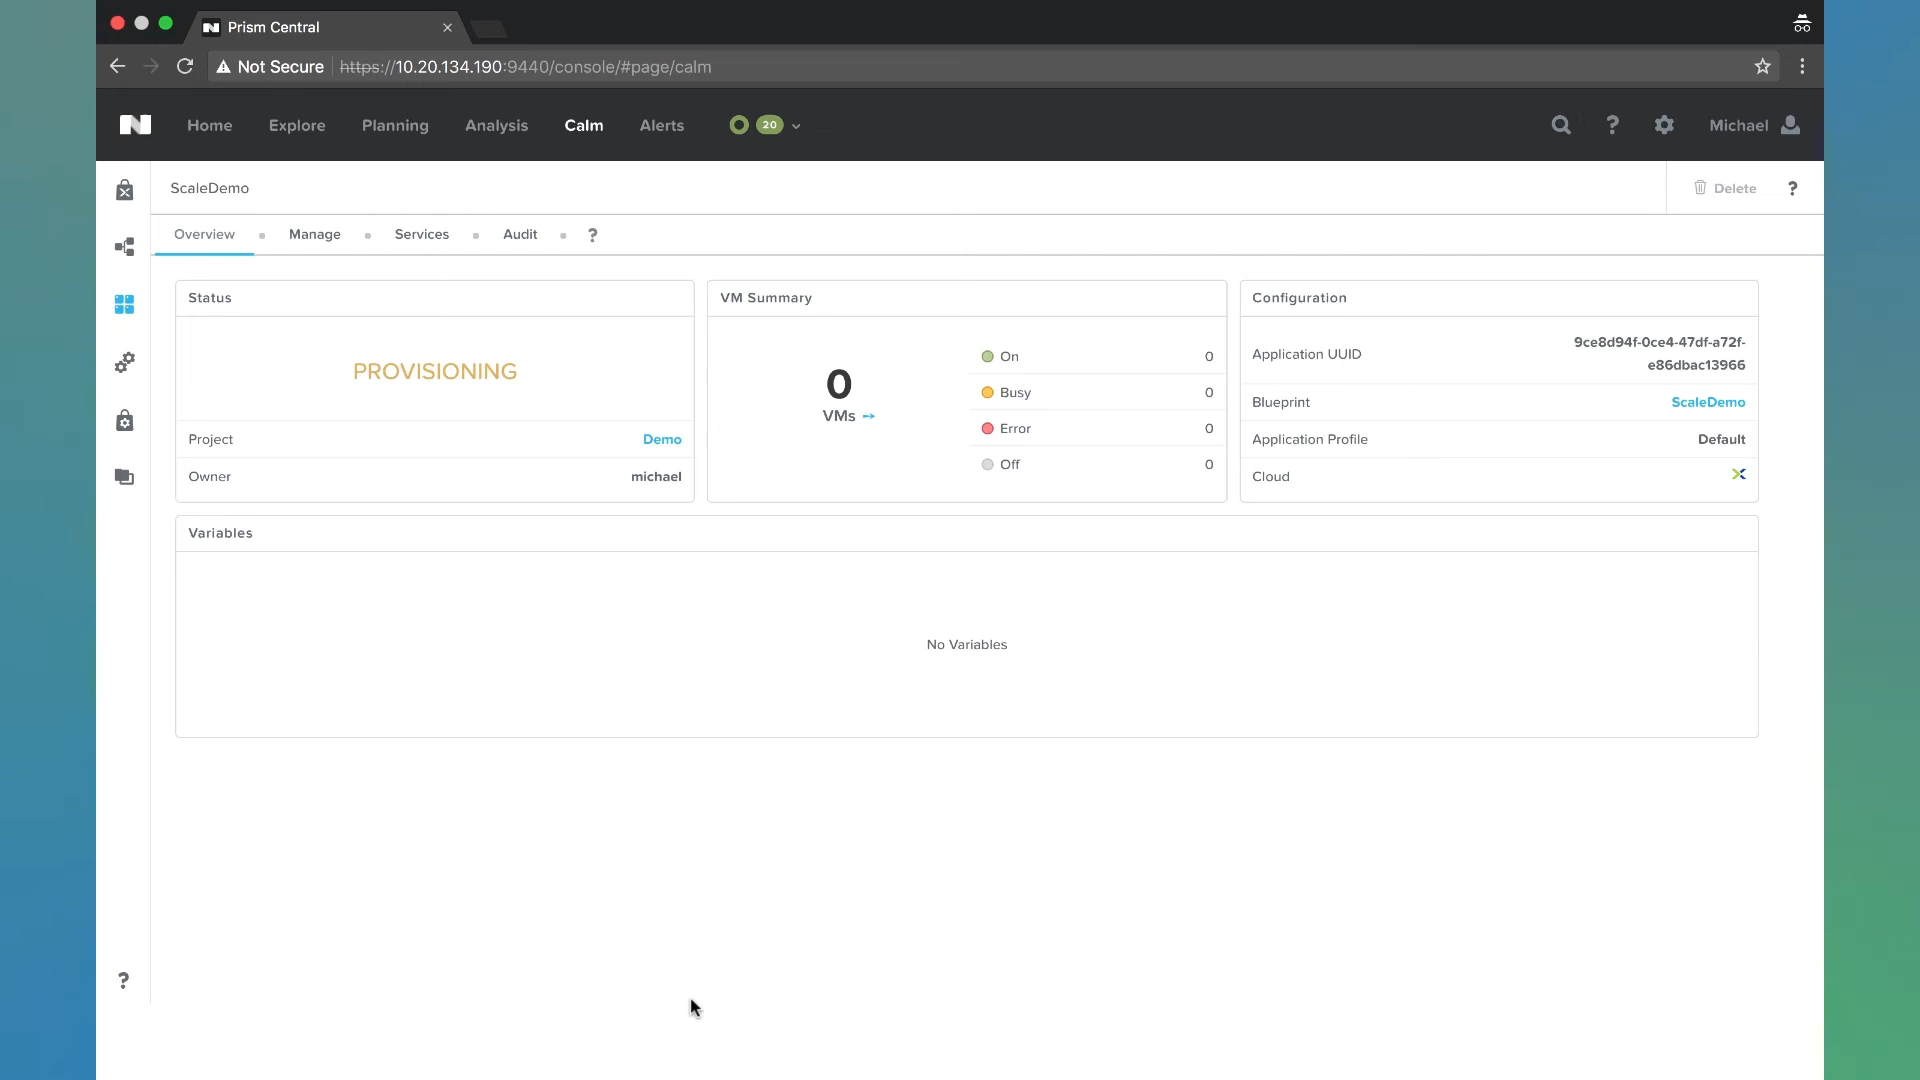 Prism Central
Not Secure https://10.20.134.190:9440/console/#page/calm
Home Explore Planning Analysis Calm Alerts 20 ? Michael
ScaleDemo Delete ?
Overview Manage Services Audit ?
Status
PROVISIONING
Project Demo
Owner michael
VM Summary
0
VMs
On 0
Busy 0
Error 0
Off 0
Configuration
Application UUID 9ce8d94f-0ce4-47df-a72f-
e86dbac13966
Blueprint ScaleDemo
Application Profile Default
Cloud
Variables
No Variables
?